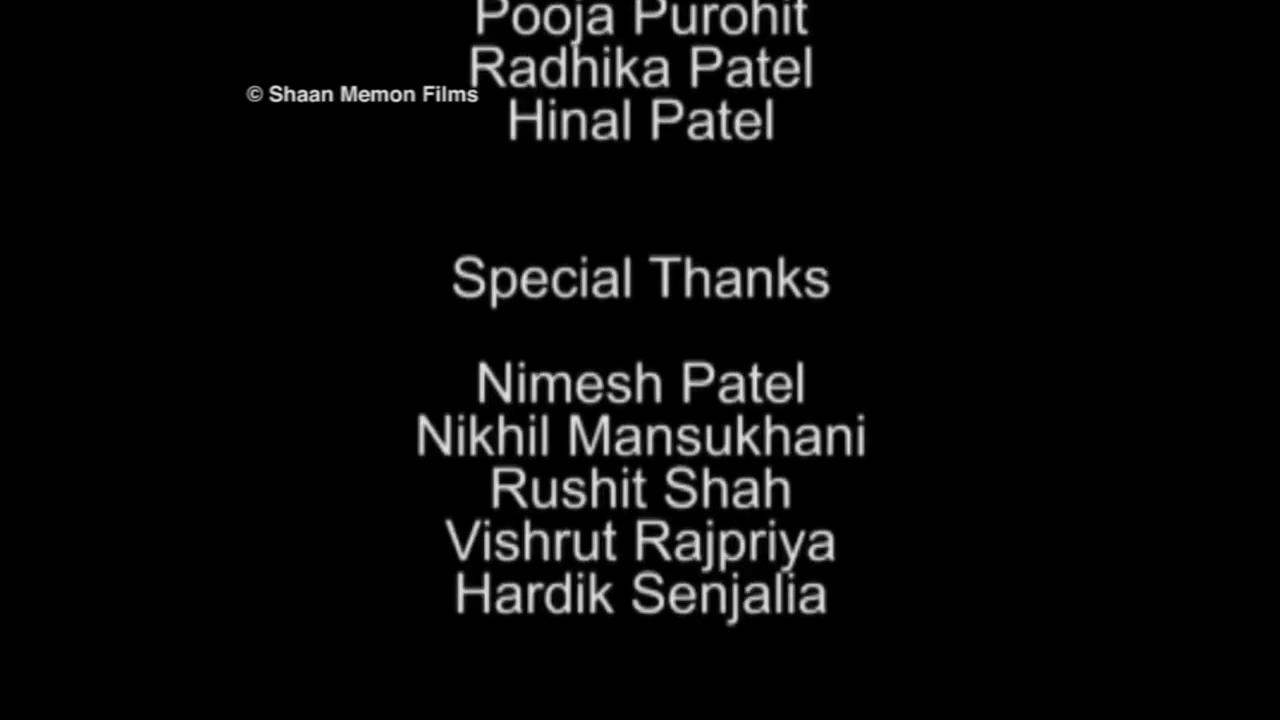 Pooja Purohit
Radhika Patel
© Shaan Memon Films
Hinal Patel
Special Thanks
Nimesh Patel
Nikhil Mansukhani
Rushit Shah
Vishrut Rajpriya
Hardik Senjalia